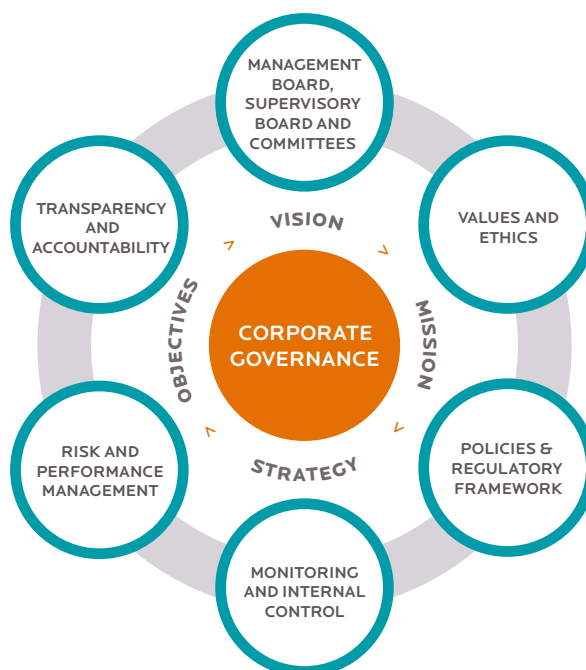 MANAGEMENT
BOARD,
SUPERVISORY
BOARD AND
COMMITTEES
TRANSPARENCY
AND
ACCOUNTABILITY
VALUES AND
ETHICS
VISION
OBJECTIVES
MISSION
CORPORATE
GOVERNANCE
STRATEGY
RISK AND
PERFORMANCE
MANAGEMENT
POLICIES &
REGULATORY
FRAMEWORK
MONITORING
AND INTERNAL
CONTROL